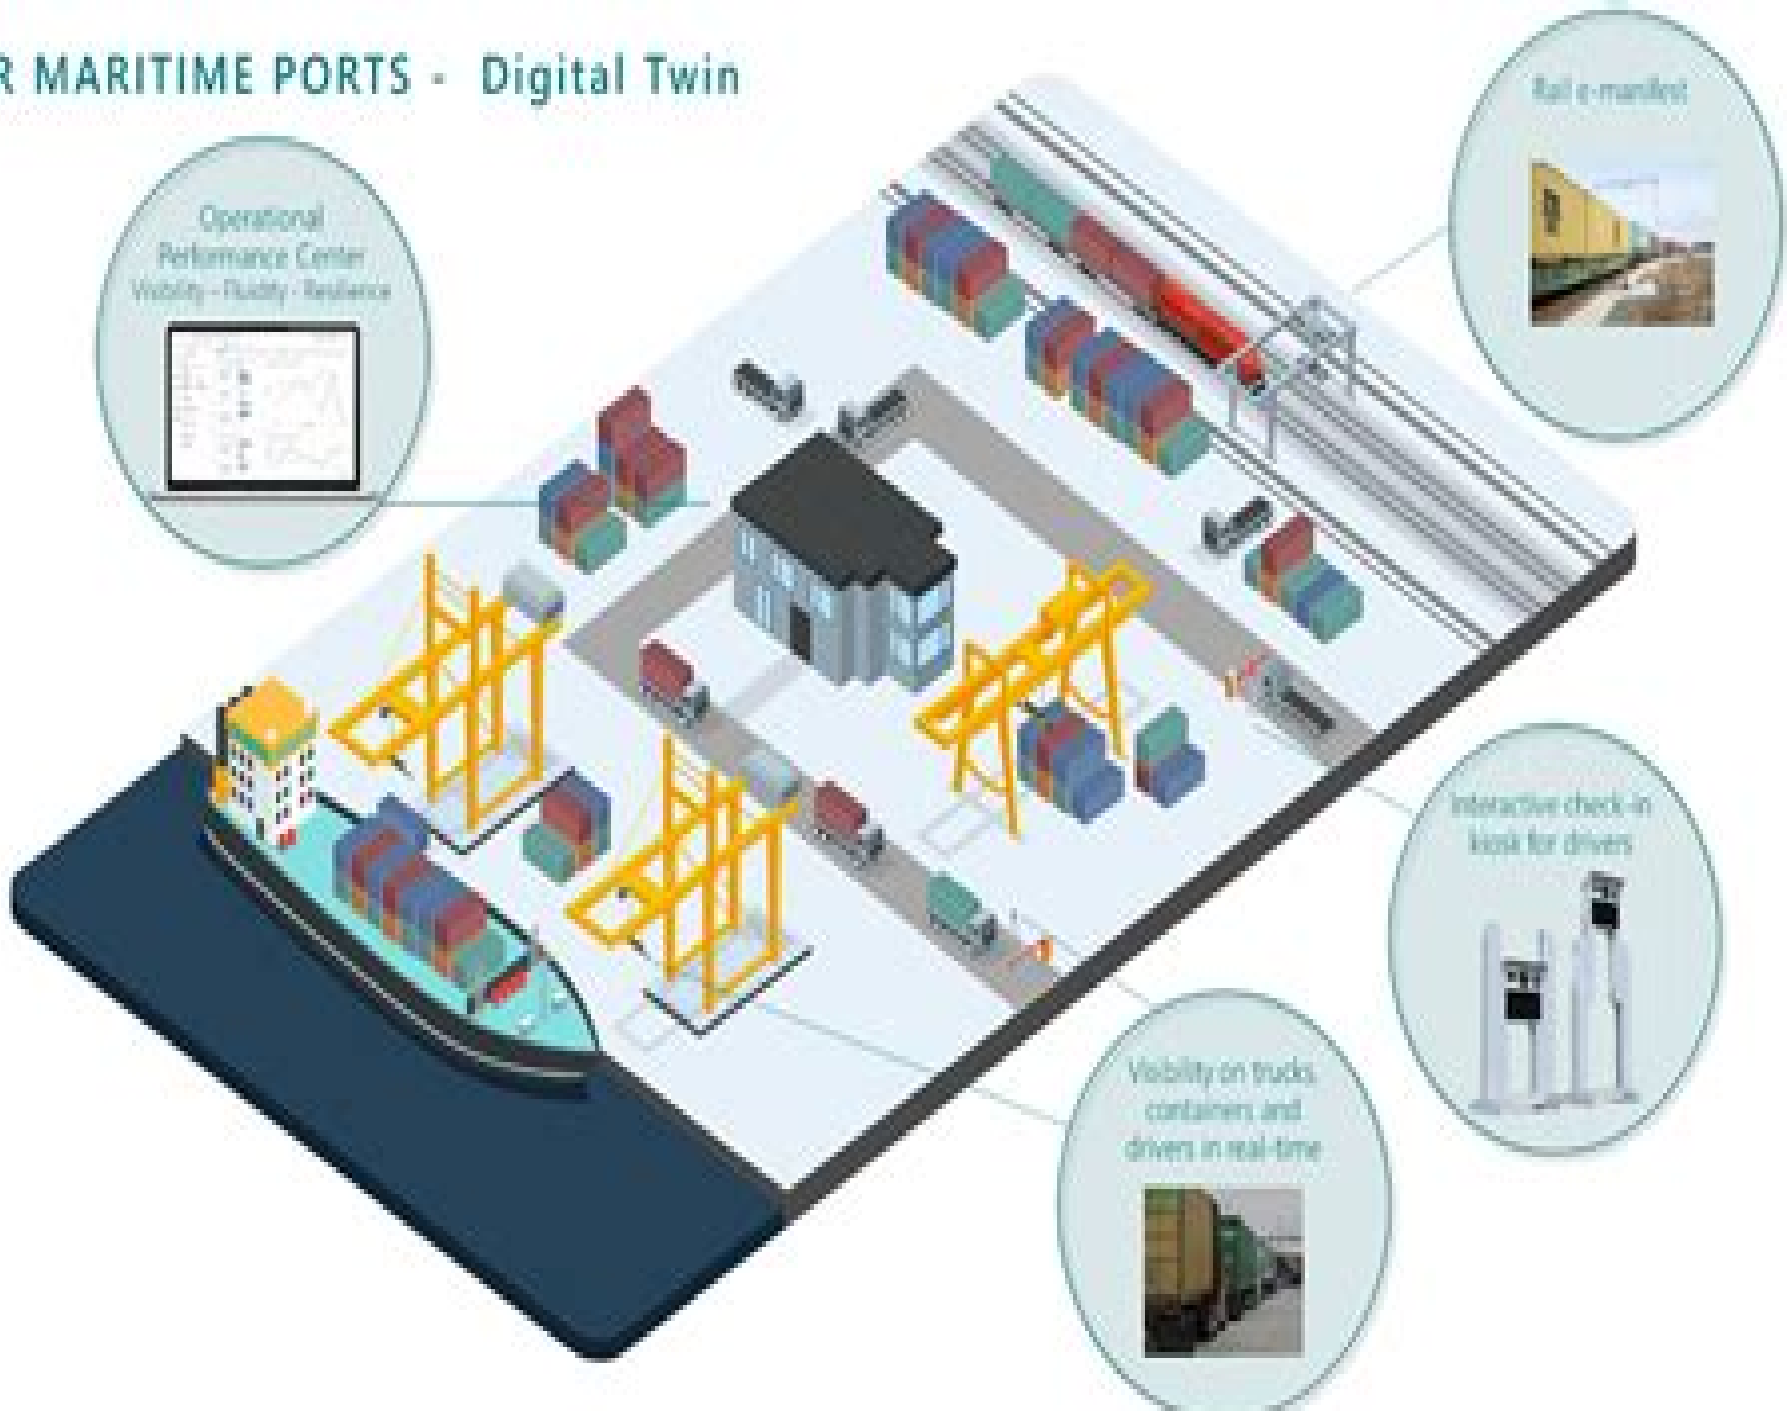 R MARITIME PORTS - Digital Twin
Operational
Performance Center
Visibility - Fluidity - Resilience
Rail e-manifest
Interactive check-in
kiosk for drivers
Visibility on trucks,
containers and
drivers in real-time